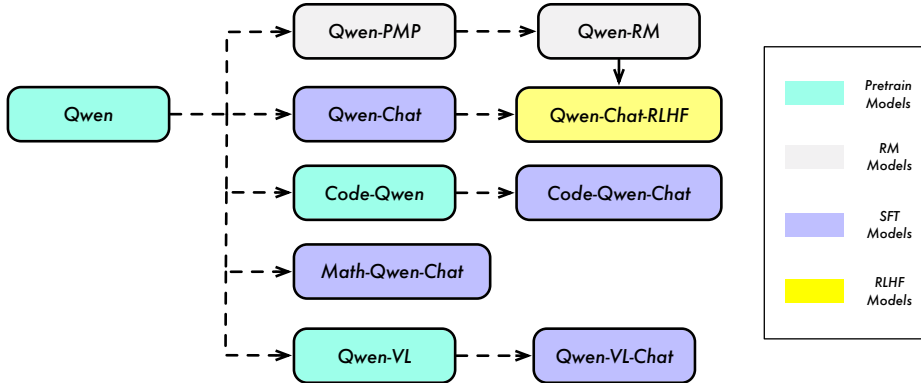 Qwen-PMP
Qwen-RM
Qwen
Qwen-Chat
Qwen-Chat-RLHF
Code-Qwen
Code-Qwen-Chat
Math-Qwen-Chat
Qwen-VL
Qwen-VL-Chat
Pretrain
Models
RM
Models
SFT
Models
RLHF
Models